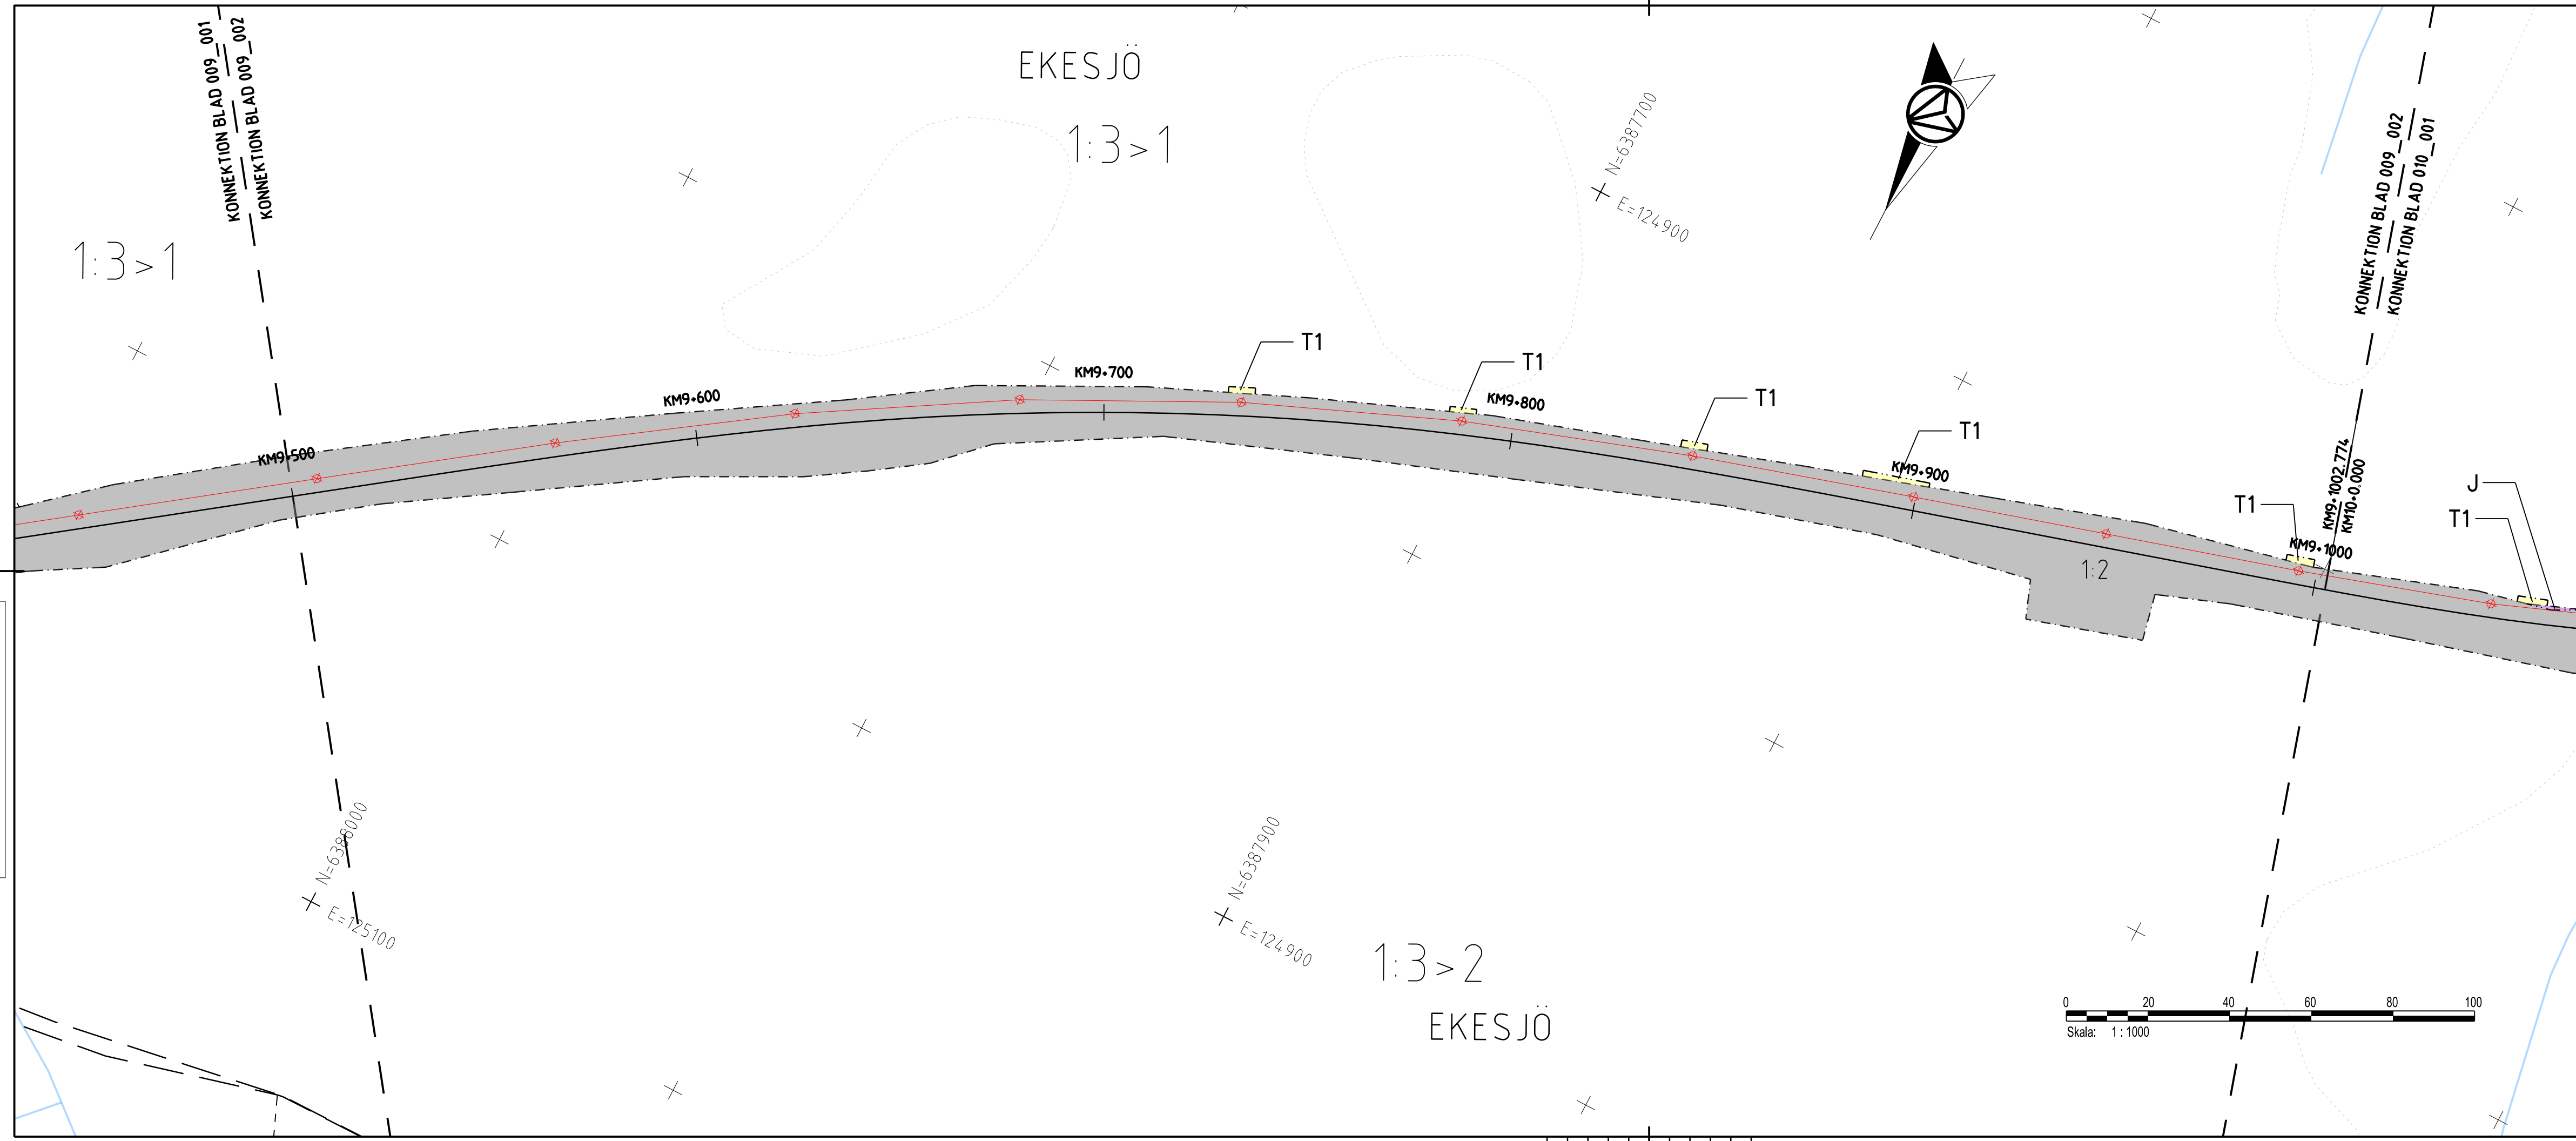 KONNEKTION BLAD 009_001
KONNEKTION BLAD 009_002
EKESJÖ
1:3>1
1:3>1
N=6387700
E=124900
KONNEKTION BLAD 009_002
KONNEKTION BLAD 010_001
T1
T1
T1
T1
KM9+500
KM9+600
KM9+700
KM9+800
KM9+900
KM9+1000
KM9+1002.774
KM10+0.000
T1
J
T1
1:2
N=6388000
E=125100
N=6387900
E=124900
1:3>2
EKESJÖ
0 20 40 60 80 100
Skala: 1 : 1000